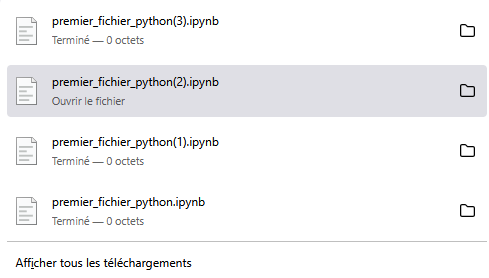 premier_fichier_python(3).ipynb
Terminé — 0 octets
premier_fichier_python(2).ipynb
Ouvrir le fichier
premier_fichier_python(1).ipynb
Terminé — 0 octets
premier_fichier_python.ipynb
Terminé — 0 octets
Afficher tous les téléchargements